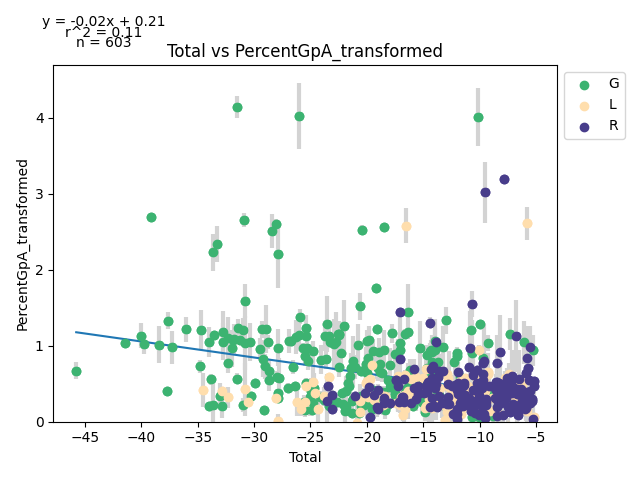 y = -0.02x + 0.21
r^2 = 0.11
n = 603
Total vs PercentGpA_transformed
G
L
R
PercentGpA_transformed
4
3
2
1
0
−45 −40 −35 −30 −25 −20 −15 −10 −5
Total